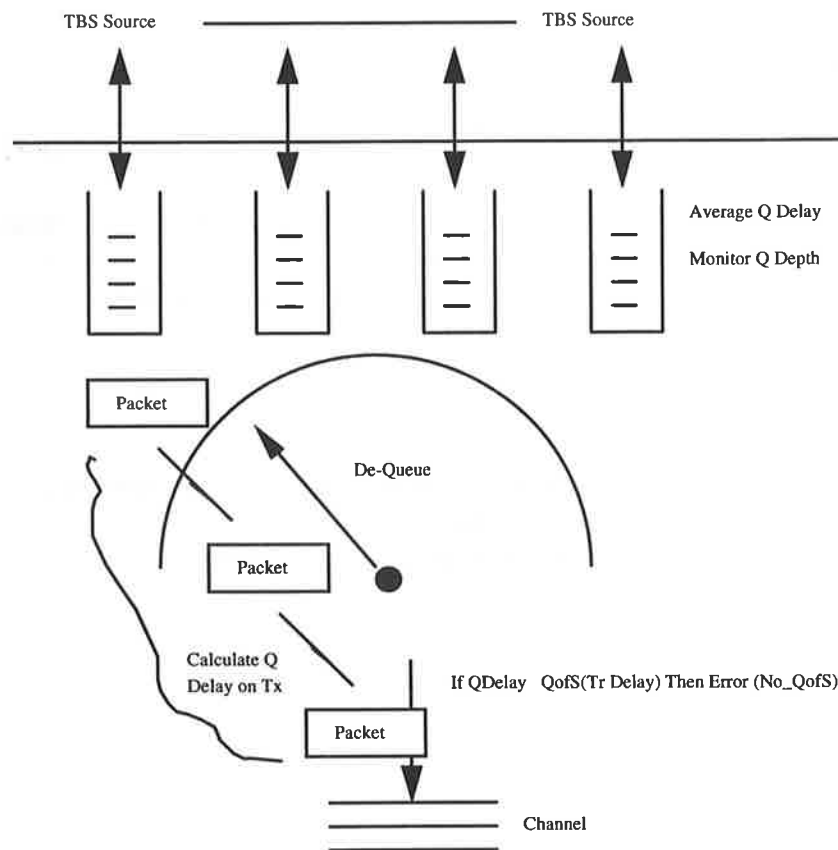 TBS Source
TBS Source
Average Q Delay
Monitor Q Depth
Packet
De-Queue
Packet
Calculate Q
Delay on Tx
If QDelay QofS(Tr Delay) Then Error (No_QofS)
Packet
Channel